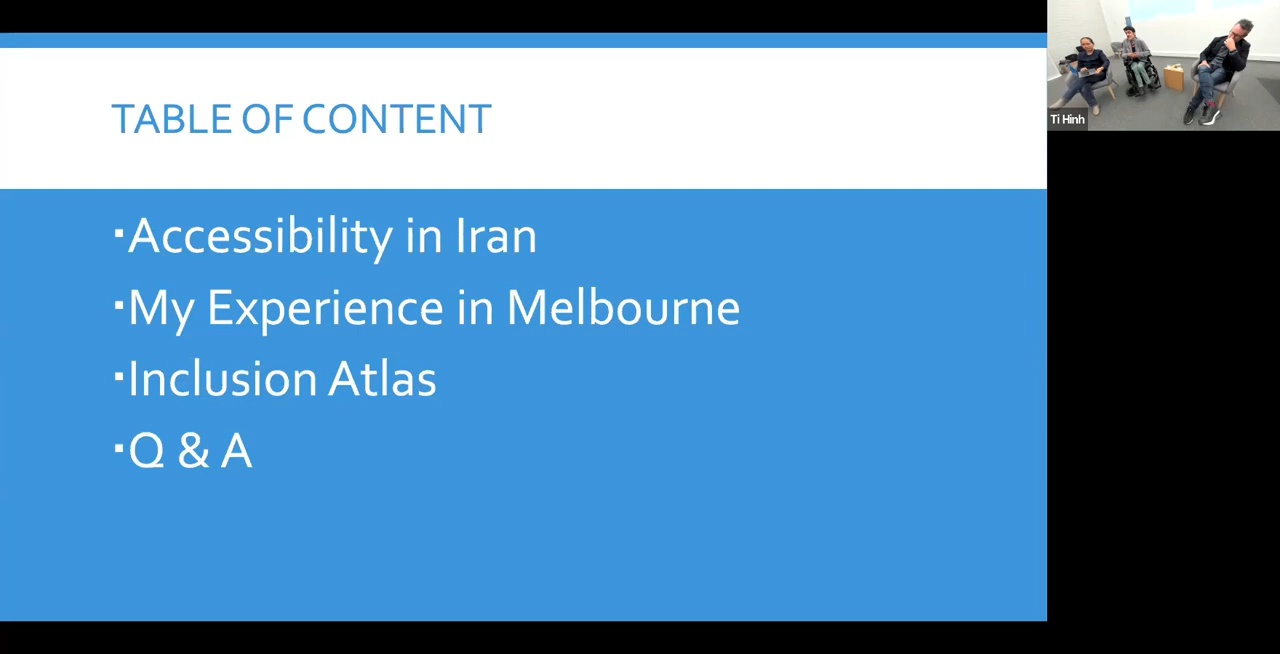 TABLE OF CONTENT
▪Accessibility in Iran
▪My Experience in Melbourne
▪Inclusion Atlas
▪Q & A
Ti Hinh